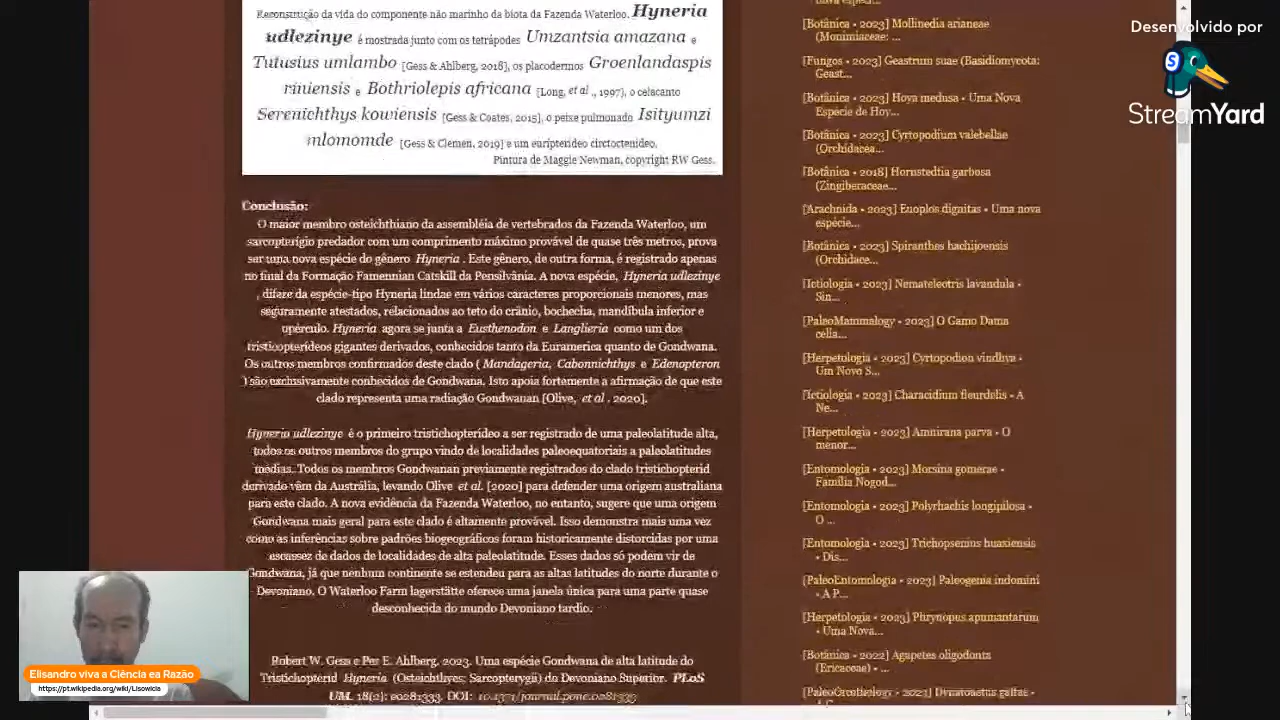 Reconstrução da vida do componente não marinho da biota da Fazenda Waterloo. Hyneria
udlezinye é mostrada junto com os tetrápodes Umzantsia amazana e
Tutusius umlambo [Gess & Ahlberg, 2018], os placodermos Groenlandaspis
riniensis e Bothriolepis africana [Long, et al ., 1997], o celacanto
Serenichthys kowiensis [Gess & Coates, 2015], o peixe pulmonado Isityumzi
mlomomde [Gess & Clemen, 2019] e um
Pintura de Maggie Newman, copyright RW Gess.
Conclusão:
O maior membro osteichthiano da assembléia de vertebrados da Fazenda Waterloo, um
sarcopterígio predador com um comprimento máximo provável de quase três metros, prova
ser uma nova espécie do gênero Hyneria . Este gênero, de outra forma, é registrado apenas
no final da Formação Famennian Catskill da Pensilvânia. A nova espécie, Hyneria udlezinye
, difere da espécie-tipo Hyneria lindae em vários caracteres proporcionais menores, mas
seguramente atestados, relacionados ao teto do crânio, bochecha, mandíbula inferior e
opérculo. Hyneria agora se junta a Eusthenodon e Langlieria como um dos
tristicopterídeos gigantes derivados, conhecidos tanto da Euramerica quanto de Gondwana.
Os outros membros confirmados deste clado ( Mandageria, Cabonnichthys e Edenopteron
) são exclusivamente conhecidos de Gondwana. Isto apoia fortemente a afirmação de que este
clado representa uma radiação Gondwanan [Olive, et al . 2020].
Hyneria udlezinye é o primeiro tristichopterídeo a ser registrado de uma paleolatitude alta,
todos os outros membros do grupo vindo de localidades paleoequatoriais a paleolatitudes
médias. Todos os membros Gondwanan previamente registrados do clado tristichopterid
derivado vêm da Austrália, levando Olive et al. [2020] para defender uma origem australiana
para este clado. A nova evidência da Fazenda Waterloo, no entanto, sugere que uma origem
Gondwana mais geral para este clado é altamente provável. Isso demonstra mais uma vez
como as inferências sobre padrões biogeográficos foram historicamente distorcidas por uma
escassez de dados de localidades de alta paleolatitude. Esses dados só podem vir de
Gondwana, já que nenhum continente se estendeu para as altas latitudes do norte durante o
Devoniano. O Waterloo Farm lagerstätte oferece uma janela única para uma parte quase
desconhecida do mundo Devoniano tardio.
Robert W. Gess e Per E. Ahlberg. 2023. Uma espécie Gondwana de alta latitude do
Tristichopterid Hyneria (Osteichthyes: Sarcopterygii) do Devoniano Superior. PLoS
18(2): e0281333. DOI: 10.1371/journal.pone.0281333
[Botânica • 2023] Mollinedia arianeae
(Monimiaceae: ...
[Fungos • 2023] Geastrum suae (Basidiomycota:
Geast...
[Botânica • 2023] Hoya medusa • Uma Nova
Espécie de Hoy...
[Botânica • 2023] Cyrtopodium valebellae
(Orchidacea...
[Botânica • 2018] Hornstedtia garbosa
(Zingiberaceae...
[Arachnida • 2023] Euoplos dignitas • Uma nova
espécie...
[Botânica • 2023] Spiranthes hachijoensis
(Orchidace...
[Ictiologia • 2023] Nemateleotris lavandula •
Sin...
[PaleoMammalogy • 2023] O Gamo Dama
celia...
[Herpetologia • 2023] Cyrtopodion vindhya •
Um Novo S...
[Ictiologia • 2023] Characidium fleurdelis • A
Ne...
[Herpetologia • 2023] Amnirana parva • O
menor...
[Entomologia • 2023] Morsina gomerae •
Família Nogod...
[Entomologia • 2023] Polyrhachis longipilosa •
O ...
[Entomologia • 2023] Trichopsenius huaxiensis
• Dis...
[PaleoEntomologia • 2023] Paleogenia indomini
• A P...
[Herpetologia • 2023] Phrynopus apumantarum
• Uma Nova...
[Botânica • 2022] Agapetes oligodonta
(Ericaceae) • ...
Desenvolvido por
StreamYard
Elisandro viva a Ciência ea Razão
https://pt.wikipedia.org/wiki/Lisowicia